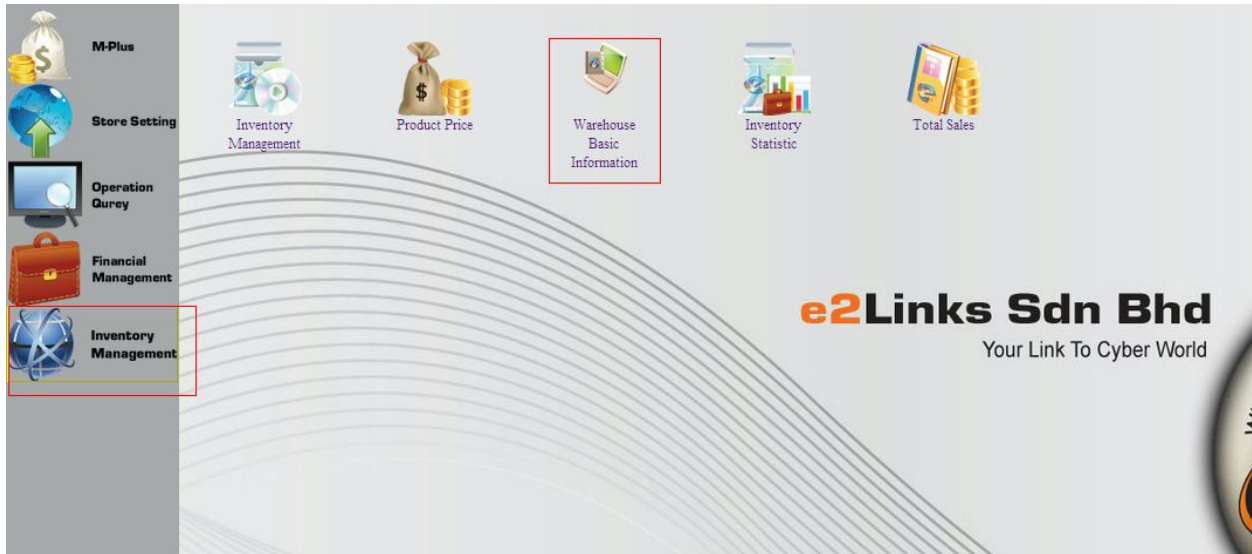 M-Plus
Store Setting
Operation
Qurey
Financial
Management
Inventory
Management
Inventory
Management
Product Price
Warehouse
Basic
Information
Inventory
Statistic
Total Sales
e2Links Sdn Bhd
Your Link To Cyber World